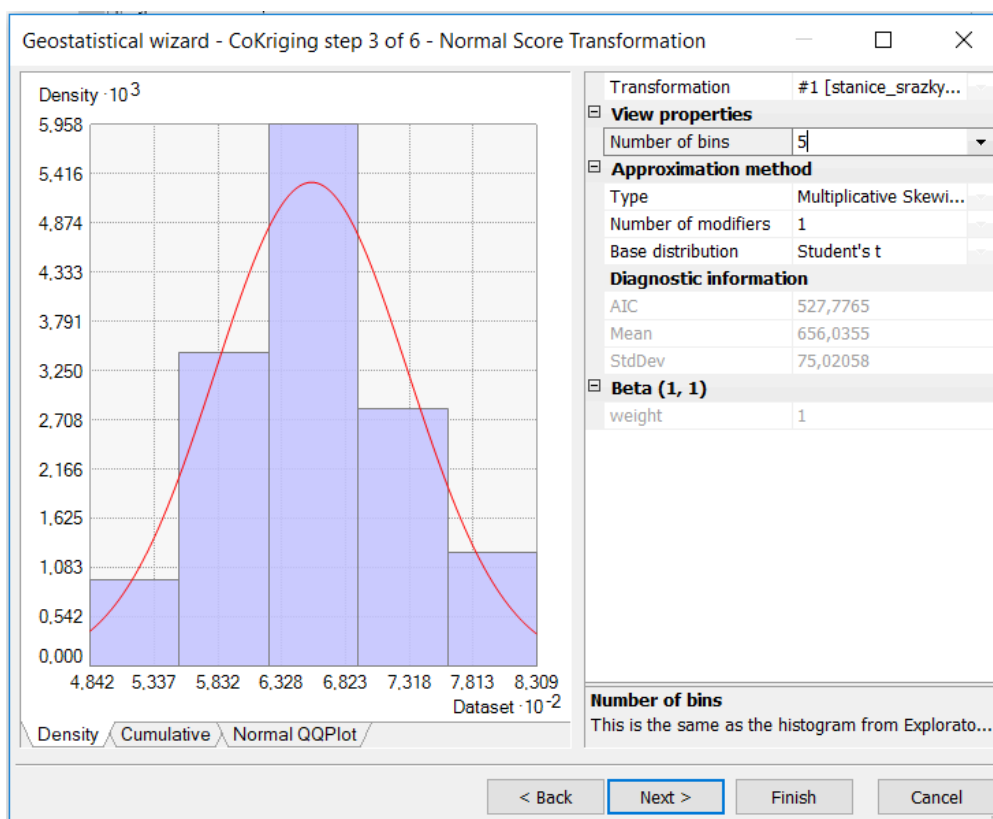 Geostatistical wizard - CoKriging step 3 of 6 - Normal Score Transformation
Density ·10³
5,958
5,416
4,874
4,333
3,791
3,250
2,708
2,166
1,625
1,083
0,542
0,000
4,842 5,337 5,832 6,328 6,823 7,318 7,813 8,309
Dataset ·10⁻²
Density Cumulative Normal QQPlot
Transformation #1 [stanice_srazky...
View properties
Number of bins 5
Approximation method
Type Multiplicative Skewi...
Number of modifiers 1
Base distribution Student's t
Diagnostic information
AIC 527,7765
Mean 656,0355
StdDev 75,02058
Beta (1, 1)
weight 1
Number of bins
This is the same as the histogram from Explorato...
< Back Next > Finish Cancel